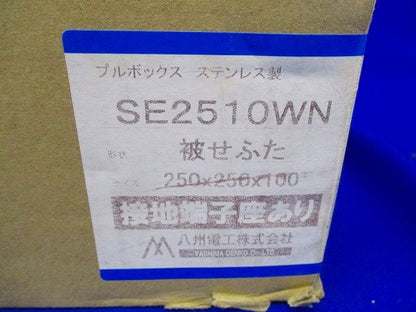 プルボックス ステンレス製
SE2510WN
形状 被せふた
サイズ 250x250x100
接地端子座あり
八州電工株式会社
YASHIMA DENKO Co.,LTD.